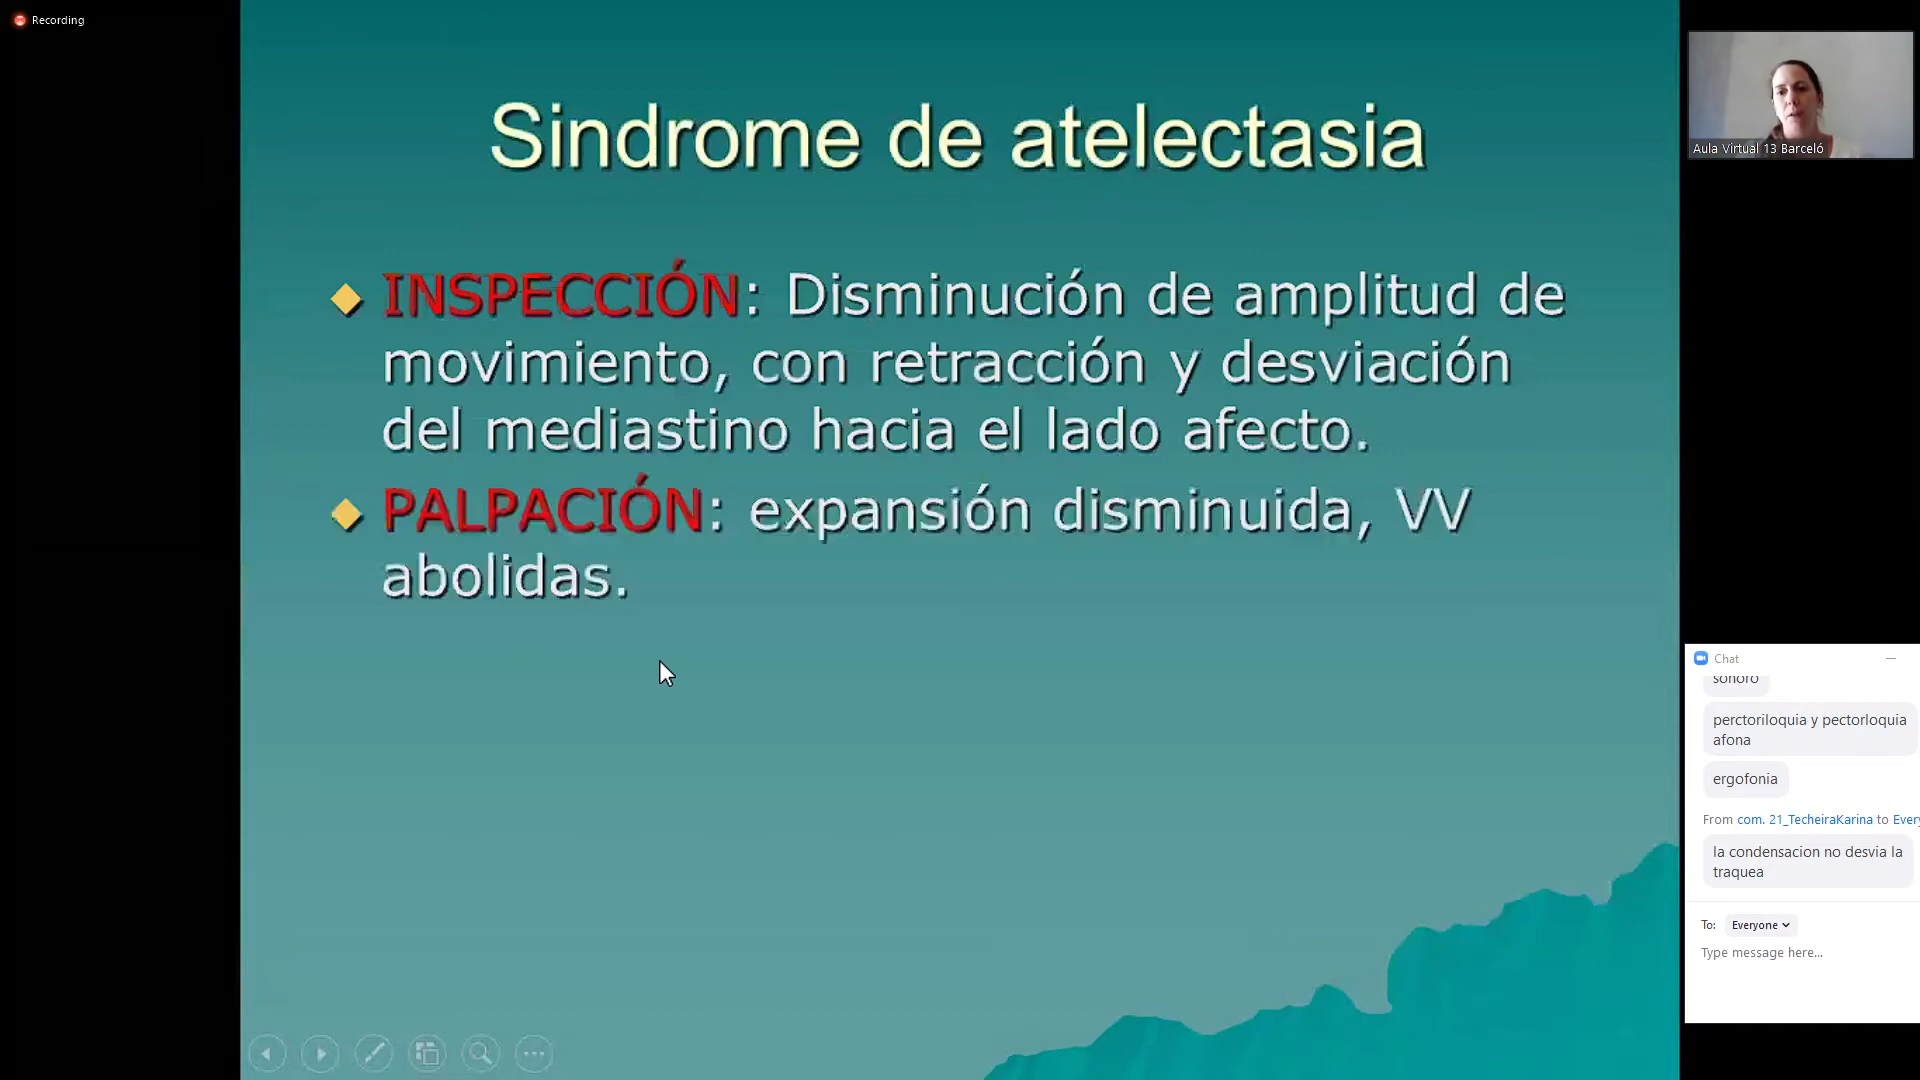 Recording
Sindrome de atelectasia
INSPECCIÓN: Disminución de amplitud de
movimiento, con retracción y desviación
del mediastino hacia el lado afecto.
PALPACIÓN: expansión disminuida, VV
abolidas.
Aula Virtual 13 Barceló
Chat
sonoro
perctoriloquia y pectorloquia
afona
ergofonia
From com. 21_TecheiraKarina to Every
la condensacion no desvia la
traquea
To: Everyone
Type message here...